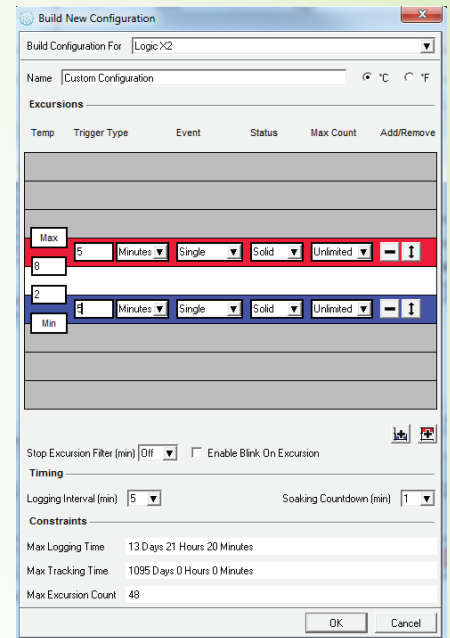 Build New Configuration
Build Configuration For Logic X2
Name Custom Configuration °C °F
Excursions
Temp Trigger Type Event Status Max Count Add/Remove
Max
5 Minutes Single Solid Unlimited
8
2
5 Minutes Single Solid Unlimited
Min
Stop Excursion Filter (min) Off Enable Blink On Excursion
Timing
Logging Interval (min) 5 Soaking Countdown (min) 1
Constraints
Max Logging Time 13 Days 21 Hours 20 Minutes
Max Tracking Time 1095 Days 0 Hours 0 Minutes
Max Excursion Count 48
OK Cancel